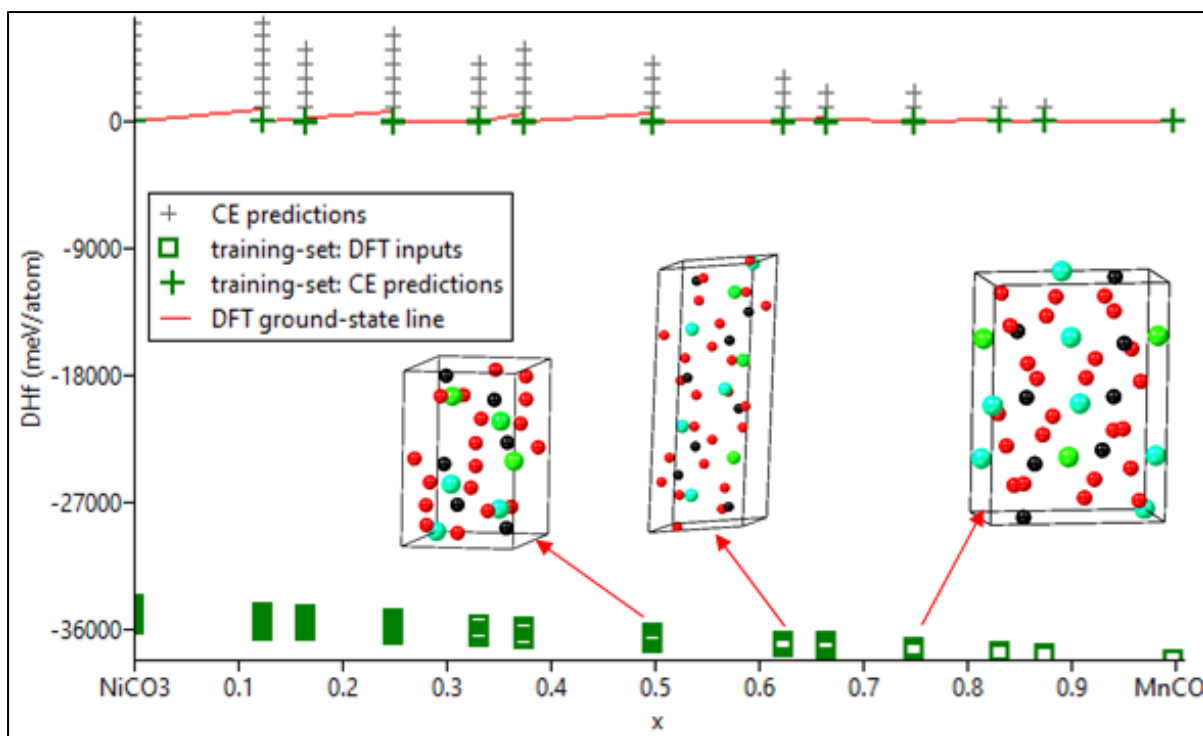 0
-9000
-18000
-27000
-36000
DHf (meV/atom)
CE predictions
training-set: DFT inputs
training-set: CE predictions
DFT ground-state line
NiCO3 0.1 0.2 0.3 0.4 0.5 0.6 0.7 0.8 0.9 MnCO
x